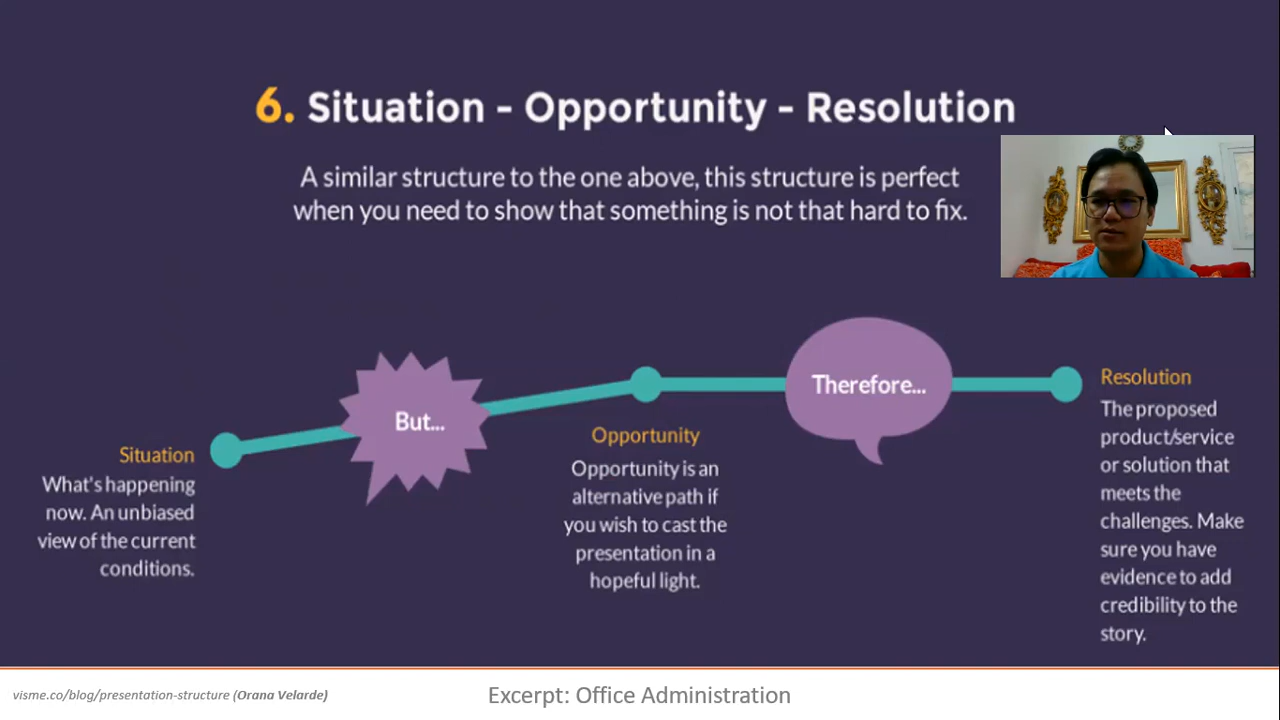 6. Situation - Opportunity - Resolution
A similar structure to the one above, this structure is perfect
when you need to show that something is not that hard to fix.
Situation
What's happening
now. An unbiased
view of the current
conditions.
But...
Opportunity
Opportunity is an
alternative path if
you wish to cast the
presentation in a
hopeful light.
Therefore...
Resolution
The proposed
product/service
or solution that
meets the
challenges. Make
sure you have
evidence to add
credibility to the
story.
visme.co/blog/presentation-structure (Orana Velarde)
Excerpt: Office Administration